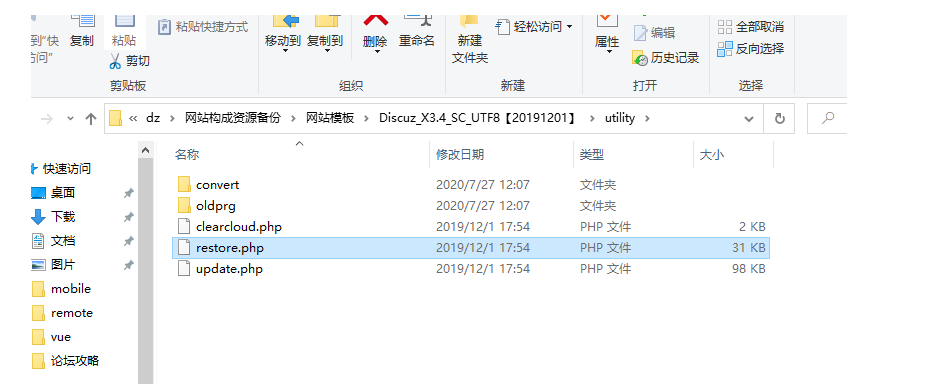 到"快 复制 粘贴 粘贴快捷方式 移动到 复制到 删除 重命名 新建 轻松访问 属性 编辑 全部取消
访问" 剪切 文件夹 历史记录 反向选择
剪贴板 组织 新建 打开 选择
« dz 网站构成资源备份 网站模板 Discuz_X3.4_SC_UTF8【20191201】 utility
名称 修改日期 类型 大小
快速访问
桌面
下载
文档
图片
mobile
remote
vue
论坛攻略
convert 2020/7/27 12:07 文件夹
oldprg 2020/7/27 12:07 文件夹
clearcloud.php 2019/12/1 17:54 PHP 文件 2 KB
restore.php 2019/12/1 17:54 PHP 文件 31 KB
update.php 2019/12/1 17:54 PHP 文件 98 KB